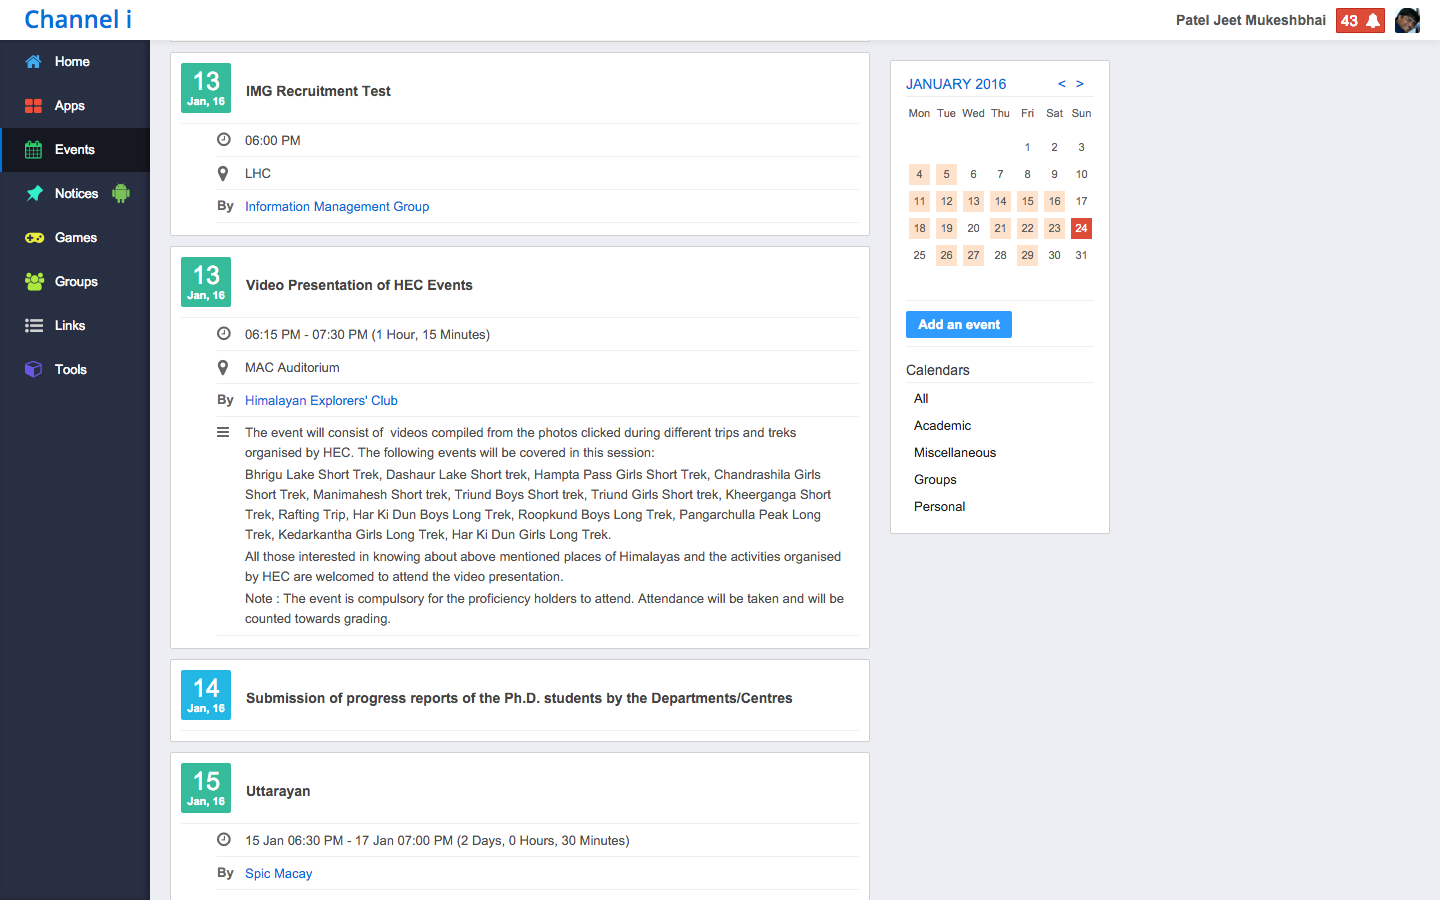 Channel i
Patel Jeet Mukeshbhai 43
Home
Apps
Events
Notices
Games
Groups
Links
Tools
13
Jan, 16
IMG Recruitment Test
06:00 PM
LHC
By Information Management Group
13
Jan, 16
Video Presentation of HEC Events
06:15 PM - 07:30 PM (1 Hour, 15 Minutes)
MAC Auditorium
By Himalayan Explorers' Club
The event will consist of  videos compiled from the photos clicked during different trips and treks
organised by HEC. The following events will be covered in this session:
Bhrigu Lake Short Trek, Dashaur Lake Short trek, Hampta Pass Girls Short Trek, Chandrashila Girls
Short Trek, Manimahesh Short trek, Triund Boys Short trek, Triund Girls Short trek, Kheerganga Short
Trek, Rafting Trip, Har Ki Dun Boys Long Trek, Roopkund Boys Long Trek, Pangarchulla Peak Long
Trek, Kedarkantha Girls Long Trek, Har Ki Dun Girls Long Trek.
All those interested in knowing about above mentioned places of Himalayas and the activities organised
by HEC are welcomed to attend the video presentation.
Note : The event is compulsory for the proficiency holders to attend. Attendance will be taken and will be
counted towards grading.
14
Jan, 16
Submission of progress reports of the Ph.D. students by the Departments/Centres
15
Jan, 16
Uttarayan
15 Jan 06:30 PM - 17 Jan 07:00 PM (2 Days, 0 Hours, 30 Minutes)
By Spic Macay
JANUARY 2016 < >
Mon Tue Wed Thu Fri Sat Sun
1 2 3
4 5 6 7 8 9 10
11 12 13 14 15 16 17
18 19 20 21 22 23 24
25 26 27 28 29 30 31
Add an event
Calendars
All
Academic
Miscellaneous
Groups
Personal